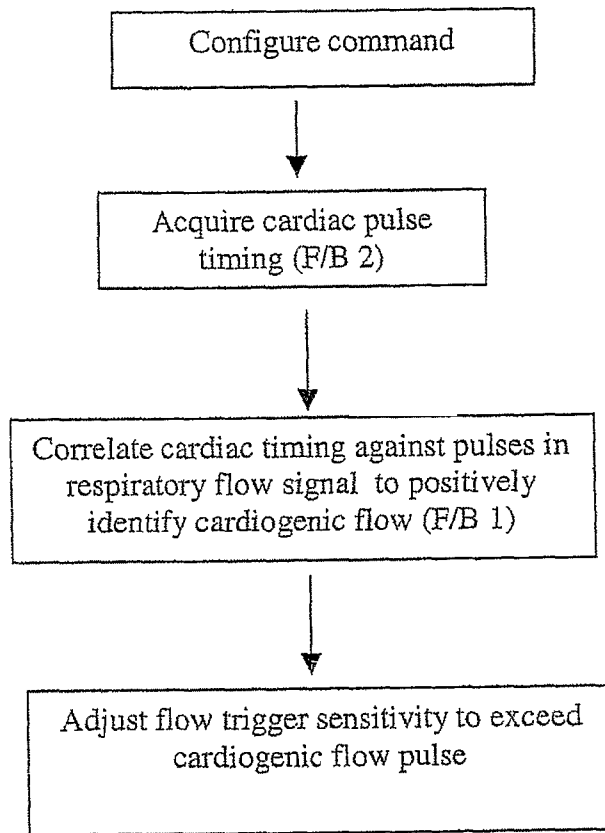 Configure command
Acquire cardiac pulse
timing (F/B 2)
Correlate cardiac timing against pulses in
respiratory flow signal to positively
identify cardiogenic flow (F/B 1)
Adjust flow trigger sensitivity to exceed
cardiogenic flow pulse